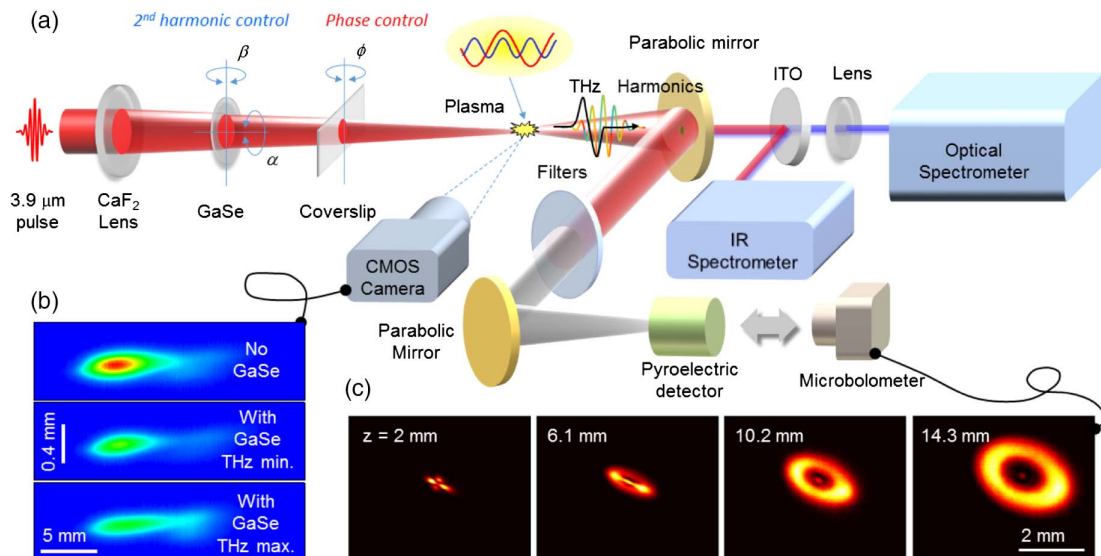 (a)
2nd harmonic control
Phase control
β
ϕ
α
3.9 μm
pulse
CaF2
Lens
GaSe
Coverslip
Plasma
THz
Harmonics
Parabolic mirror
ITO
Lens
Optical
Spectrometer
IR
Spectrometer
Filters
CMOS
Camera
Parabolic
Mirror
Pyroelectric
detector
Microbolometer
(b)
No
GaSe
With
GaSe
THz min.
0.4 mm
With
GaSe
THz max.
5 mm
(c)
z = 2 mm
6.1 mm
10.2 mm
14.3 mm
2 mm